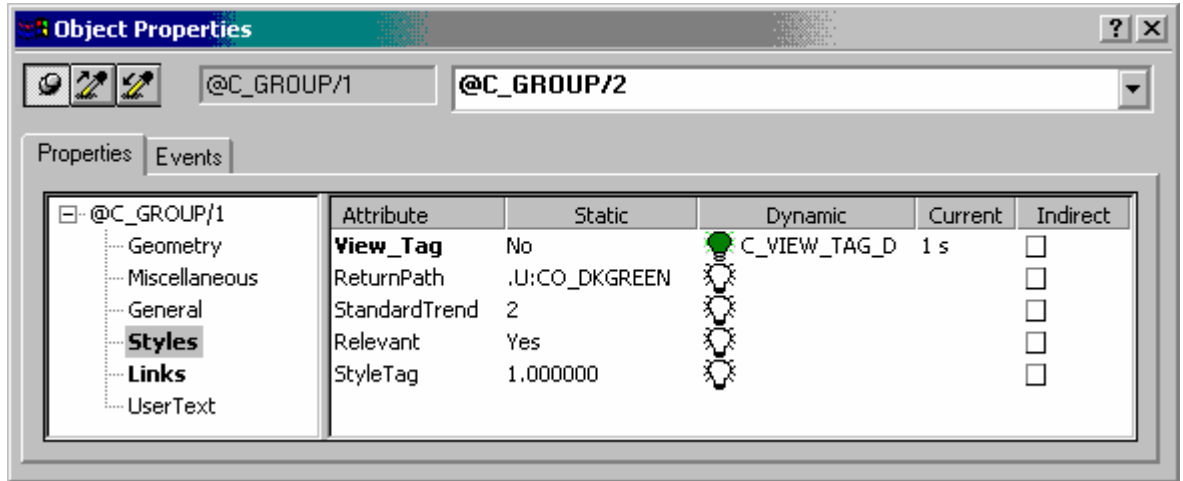 Object Properties
@C_GROUP/1 @C_GROUP/2
Properties Events
@C_GROUP/1
Geometry
Miscellaneous
General
Styles
Links
UserText
Attribute Static Dynamic Current Indirect
View_Tag No C_VIEW_TAG_D 1 s
ReturnPath .U:CO_DKGREEN
StandardTrend 2
Relevant Yes
StyleTag 1.000000